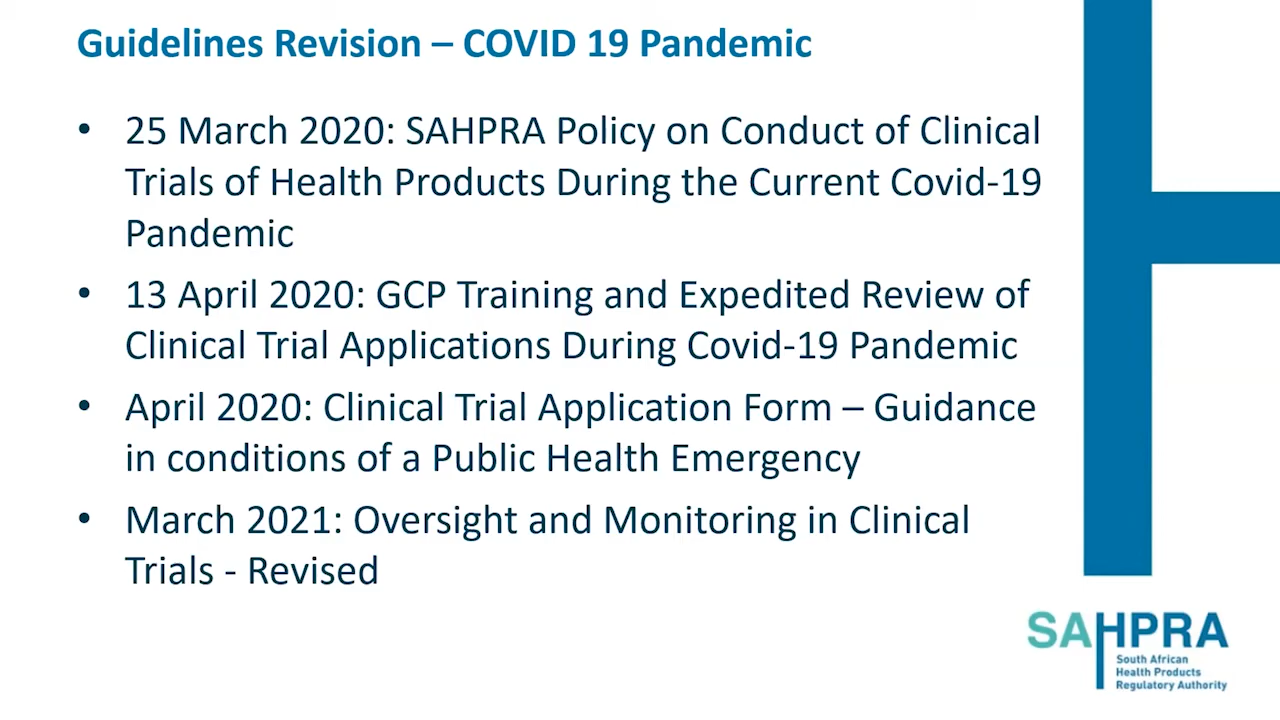 Guidelines Revision – COVID 19 Pandemic
• 25 March 2020: SAHPRA Policy on Conduct of Clinical
Trials of Health Products During the Current Covid-19
Pandemic
• 13 April 2020: GCP Training and Expedited Review of
Clinical Trial Applications During Covid-19 Pandemic
• April 2020: Clinical Trial Application Form – Guidance
in conditions of a Public Health Emergency
• March 2021: Oversight and Monitoring in Clinical
Trials - Revised
SAHPRA
South African
Health Products
Regulatory Authority